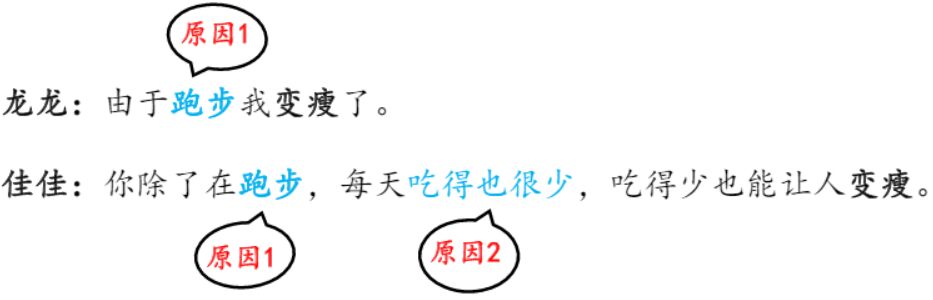 原因1
龙龙：由于跑步我变瘦了。
佳佳：你除了在跑步，每天吃得也很少，吃得少也能让人变瘦。
原因1
原因2